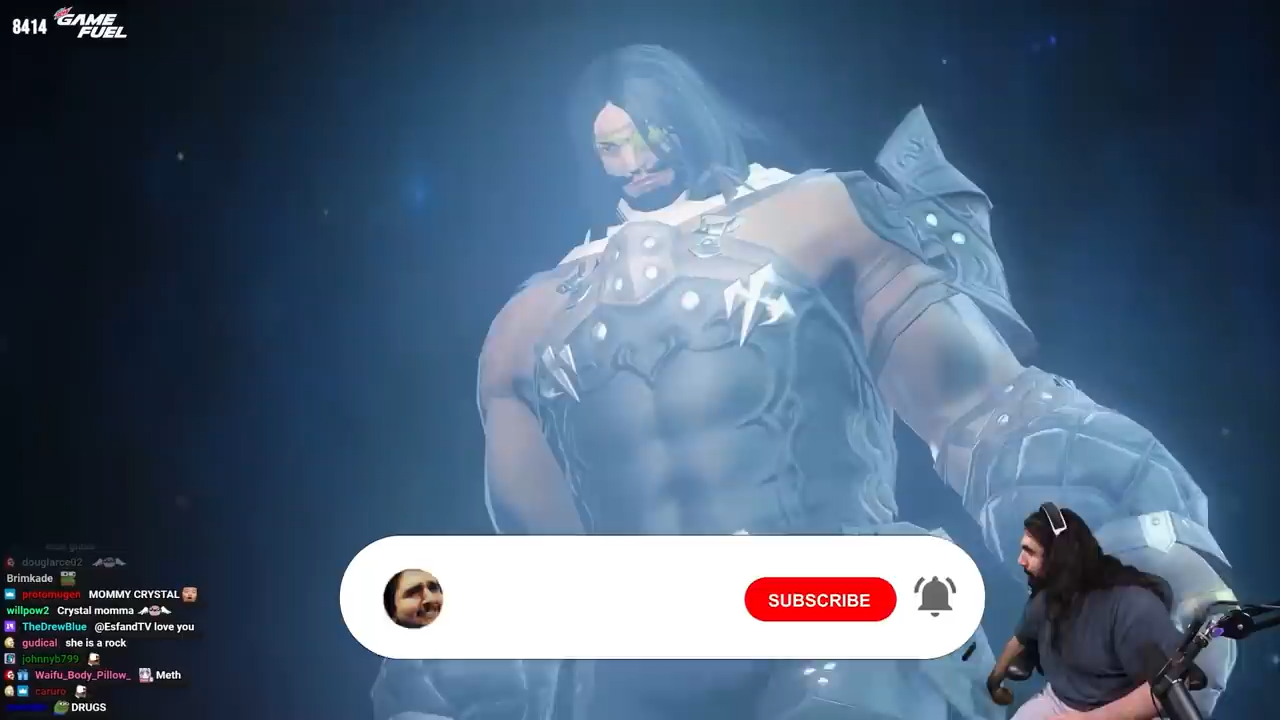 8414 GAME FUEL
douglarce02
Brimkade
protomugen MOMMY CRYSTAL
willpow2 Crystal momma
TheDrewBlue @EsfandTV love you
gudical she is a rock
johnnyb799
Waifu_Body_Pillow_ Meth
caruro
DRUGS
SUBSCRIBE